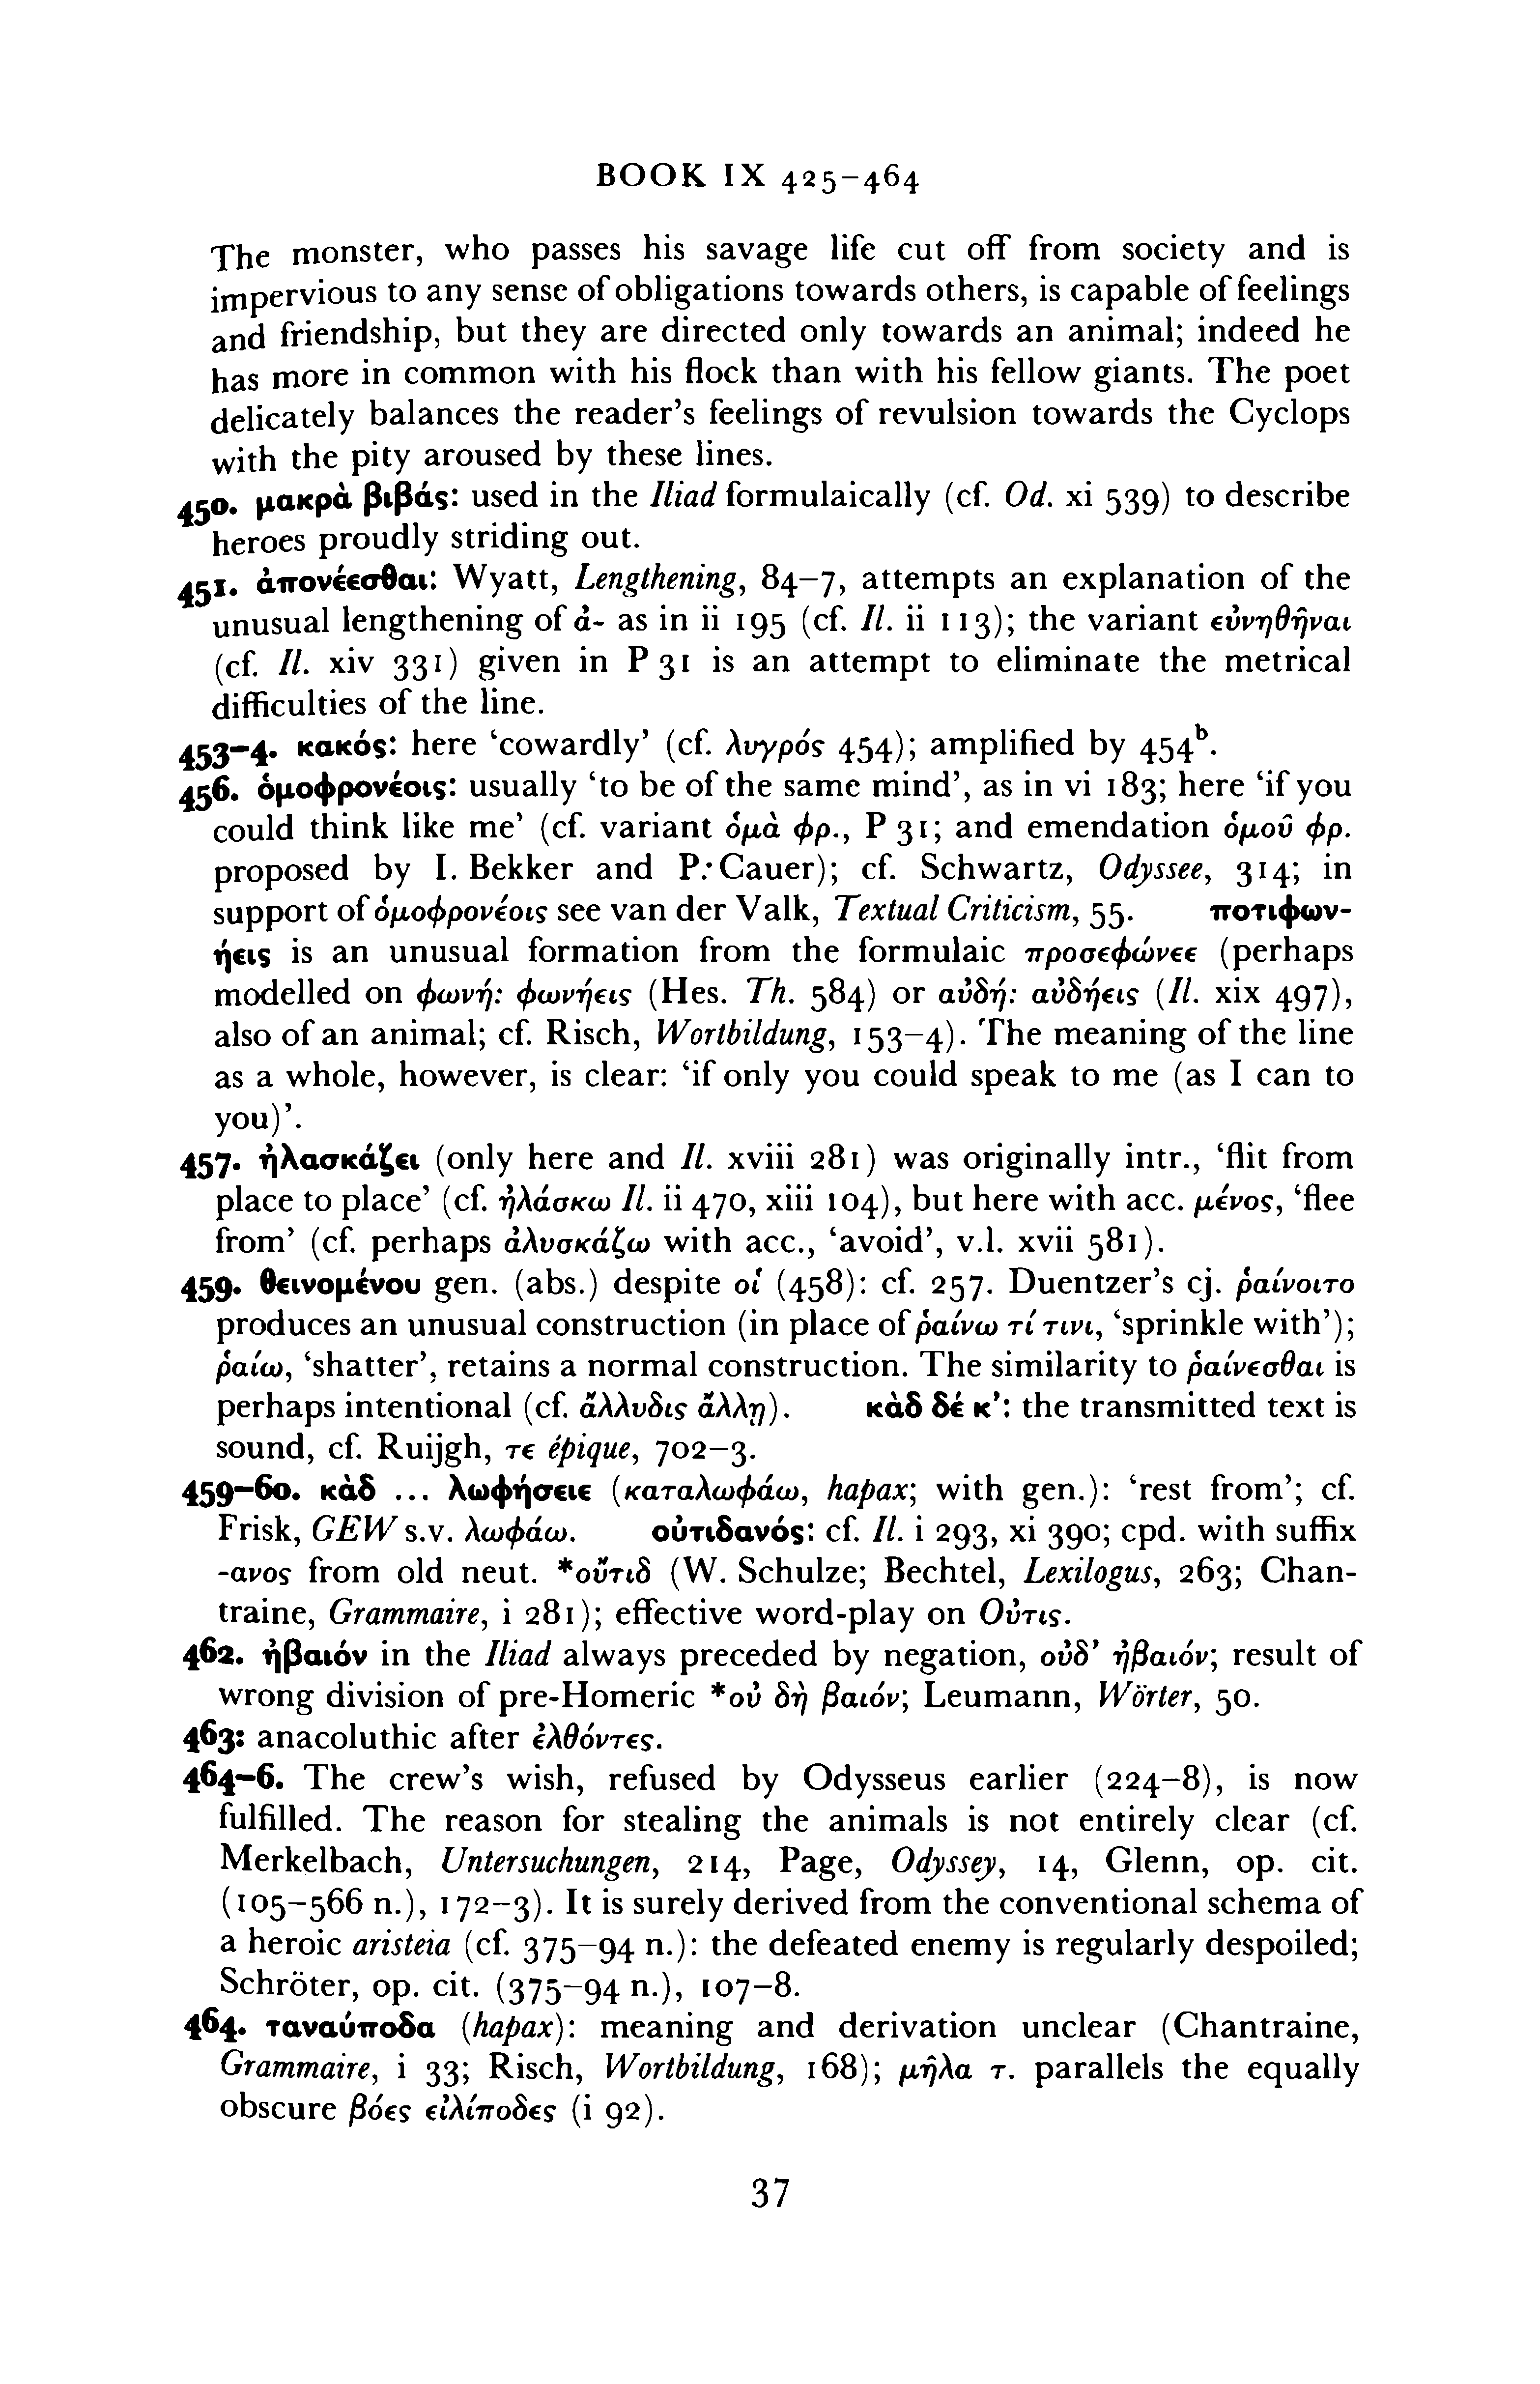 BOOK IX 425–464
The monster, who passes his savage life cut off from society and is
impervious to any sense of obligations towards others, is capable of feelings
and friendship, but they are directed only towards an animal; indeed he
has more in common with his flock than with his fellow giants. The poet
delicately balances the reader's feelings of revulsion towards the Cyclops
with the pity aroused by these lines.
450. μακρὰ βιβάς: used in the Iliad formulaically (cf. Od. xi 539) to describe
heroes proudly striding out.
451. ἀπονέεσθαι: Wyatt, Lengthening, 84–7, attempts an explanation of the
unusual lengthening of ἀ- as in ii 195 (cf. Il. ii 113); the variant εὐνηθῆναι
(cf. Il. xiv 331) given in P 31 is an attempt to eliminate the metrical
difficulties of the line.
453–4. κακός: here 'cowardly' (cf. λυγρός 454); amplified by 454ᵇ.
456. ὁμοφρονέοις: usually 'to be of the same mind', as in vi 183; here 'if you
could think like me' (cf. variant ὁμὰ φρ., P 31; and emendation ὁμοῦ φρ.
proposed by I. Bekker and P. Cauer); cf. Schwartz, Odyssee, 314; in
support of ὁμοφρονέοις see van der Valk, Textual Criticism, 55. ποτιφων-
ήεις is an unusual formation from the formulaic προσεφώνεε (perhaps
modelled on φωνή: φωνήεις (Hes. Th. 584) or αὐδή: αὐδήεις (Il. xix 497),
also of an animal; cf. Risch, Wortbildung, 153–4). The meaning of the line
as a whole, however, is clear: 'if only you could speak to me (as I can to
you)'.
457. ἠλασκάζει (only here and Il. xviii 281) was originally intr., 'flit from
place to place' (cf. ἠλάσκω Il. ii 470, xiii 104), but here with acc. μένος, 'flee
from' (cf. perhaps ἀλυσκάζω with acc., 'avoid', v.l. xvii 581).
459. θεινομένου gen. (abs.) despite οἱ (458): cf. 257. Duentzer's cj. ῥαίνοιτο
produces an unusual construction (in place of ῥαίνω τί τινι, 'sprinkle with');
ῥαίω, 'shatter', retains a normal construction. The similarity to ῥαίνεσθαι is
perhaps intentional (cf. ἄλλυδις ἄλλῃ). κὰδ δέ κ': the transmitted text is
sound, cf. Ruijgh, τε épique, 702–3.
459–60. κὰδ ... λωφήσειε (καταλωφάω, hapax; with gen.): 'rest from'; cf.
Frisk, GEW s.v. λωφάω. οὐτιδανός: cf. Il. i 293, xi 390; cpd. with suffix
-ανος from old neut. *οὔτιδ (W. Schulze; Bechtel, Lexilogus, 263; Chan-
traine, Grammaire, i 281); effective word-play on Οὖτις.
462. ἠβαιόν in the Iliad always preceded by negation, οὐδ' ἠβαιόν; result of
wrong division of pre-Homeric *οὐ δὴ βαιόν; Leumann, Wörter, 50.
463: anacoluthic after ἐλθόντες.
464–6. The crew's wish, refused by Odysseus earlier (224–8), is now
fulfilled. The reason for stealing the animals is not entirely clear (cf.
Merkelbach, Untersuchungen, 214, Page, Odyssey, 14, Glenn, op. cit.
(105–566 n.), 172–3). It is surely derived from the conventional schema of
a heroic aristeia (cf. 375–94 n.): the defeated enemy is regularly despoiled;
Schröter, op. cit. (375–94 n.), 107–8.
464. ταναύποδα (hapax): meaning and derivation unclear (Chantraine,
Grammaire, i 33; Risch, Wortbildung, 168); μῆλα τ. parallels the equally
obscure βόες εἰλίποδες (i 92).
37